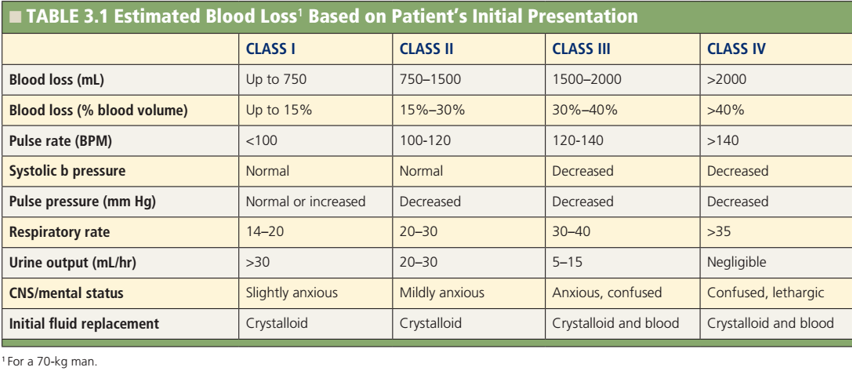 ■ TABLE 3.1 Estimated Blood Loss¹ Based on Patient's Initial Presentation
CLASS I CLASS II CLASS III CLASS IV
Blood loss (mL) Up to 750 750–1500 1500–2000 >2000
Blood loss (% blood volume) Up to 15% 15%–30% 30%–40% >40%
Pulse rate (BPM) <100 100-120 120-140 >140
Systolic b pressure Normal Normal Decreased Decreased
Pulse pressure (mm Hg) Normal or increased Decreased Decreased Decreased
Respiratory rate 14–20 20–30 30–40 >35
Urine output (mL/hr) >30 20–30 5–15 Negligible
CNS/mental status Slightly anxious Mildly anxious Anxious, confused Confused, lethargic
Initial fluid replacement Crystalloid Crystalloid Crystalloid and blood Crystalloid and blood
¹ For a 70-kg man.